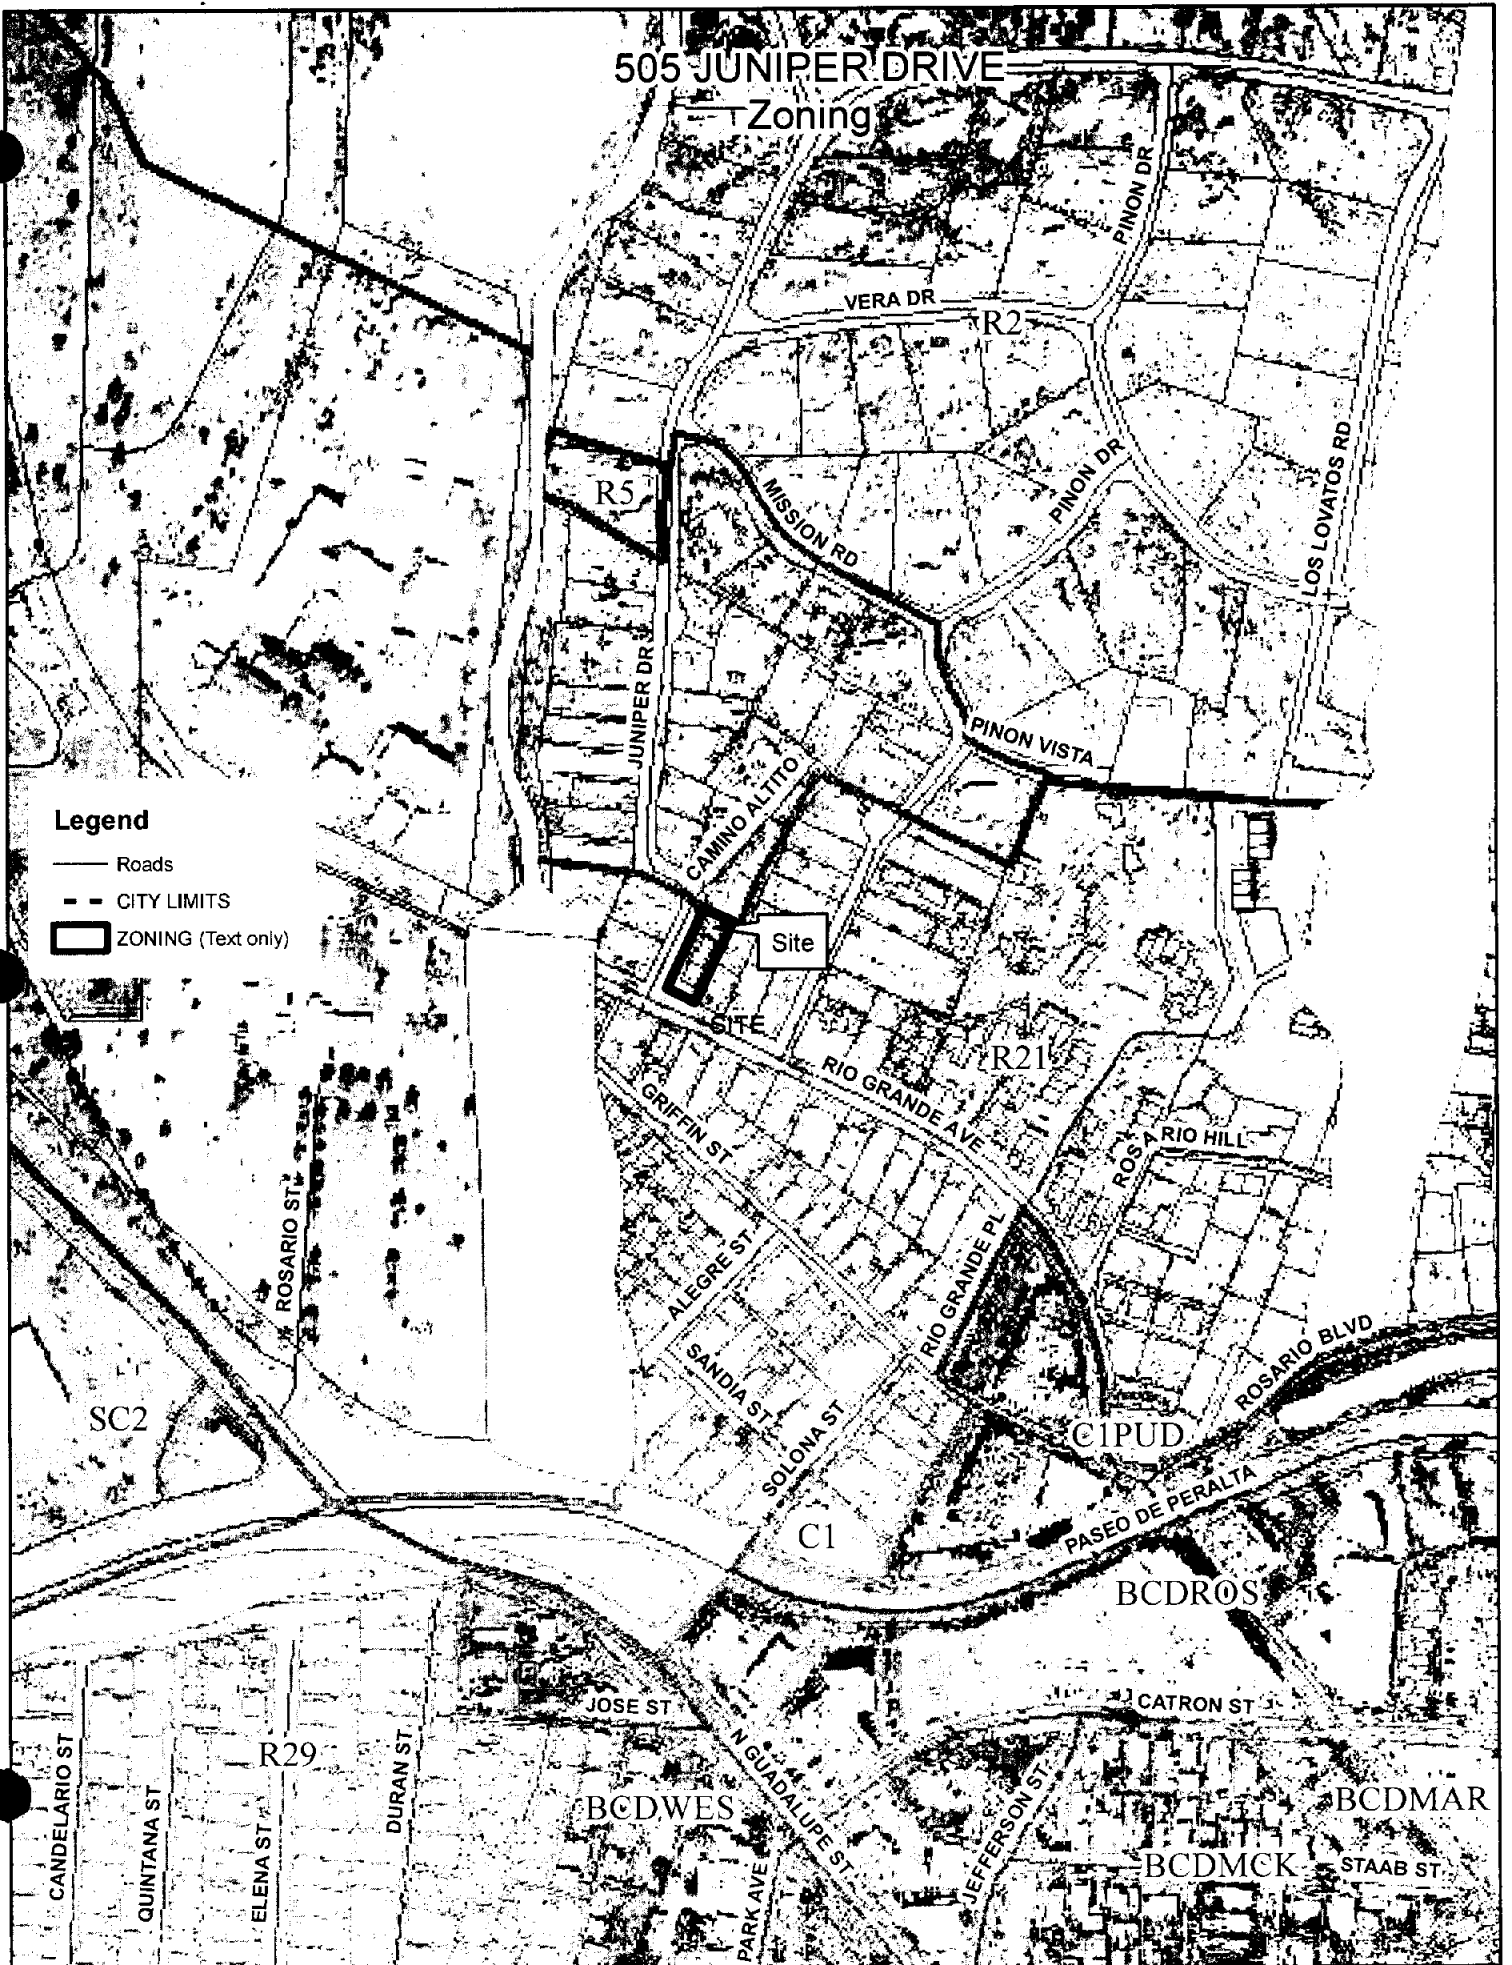 505 JUNIPER DRIVE
Zoning
PINON DR
VERA DR
R2
LOS LOVATOS RD
PINON DR
R5
MISSION RD
JUNIPER DR
PINON VISTA
CAMINO ALTITO
Legend
Roads
CITY LIMITS
ZONING (Text only)
Site
SITE
R21
RIO GRANDE AVE
GRIFFIN ST
ROSA RIO HILL
ROSARIO ST
ALEGRE ST
RIO GRANDE PL
SANDIA ST
ROSARIO BLVD
SC2
SOLONA ST
C1PUD
C1
PASEO DE PERALTA
BCDROS
JOSE ST
CATRON ST
N GUADALUPE ST
R29
CANDELARIO ST
QUINTANA ST
ELENA ST
DURAN ST
BCDWES
JEFFERSON ST
BCDMAR
BCDMCK
STAAB ST
PARK AVE